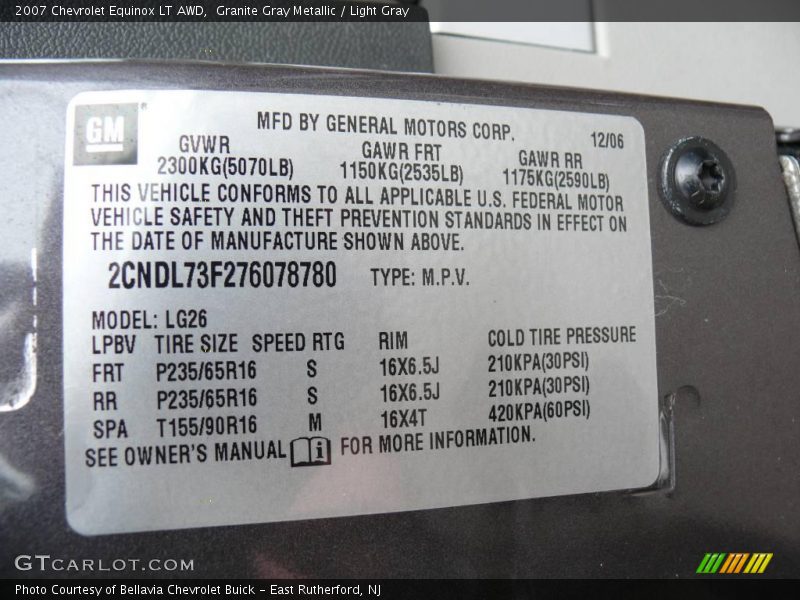 2007 Chevrolet Equinox LT AWD,  Granite Gray Metallic / Light Gray
GM
MFD BY GENERAL MOTORS CORP.
12/06
GVWR GAWR FRT GAWR RR
2300KG(5070LB) 1150KG(2535LB) 1175KG(2590LB)
THIS VEHICLE CONFORMS TO ALL APPLICABLE U.S. FEDERAL MOTOR
VEHICLE SAFETY AND THEFT PREVENTION STANDARDS IN EFFECT ON
THE DATE OF MANUFACTURE SHOWN ABOVE.
2CNDL73F276078780 TYPE: M.P.V.
MODEL: LG26
LPBV TIRE SIZE SPEED RTG RIM COLD TIRE PRESSURE
FRT P235/65R16 S 16X6.5J 210KPA(30PSI)
RR P235/65R16 S 16X6.5J 210KPA(30PSI)
SPA T155/90R16 M 16X4T 420KPA(60PSI)
SEE OWNER'S MANUAL i FOR MORE INFORMATION.
GTCARLOT.COM
Photo Courtesy of Bellavia Chevrolet Buick – East Rutherford, NJ